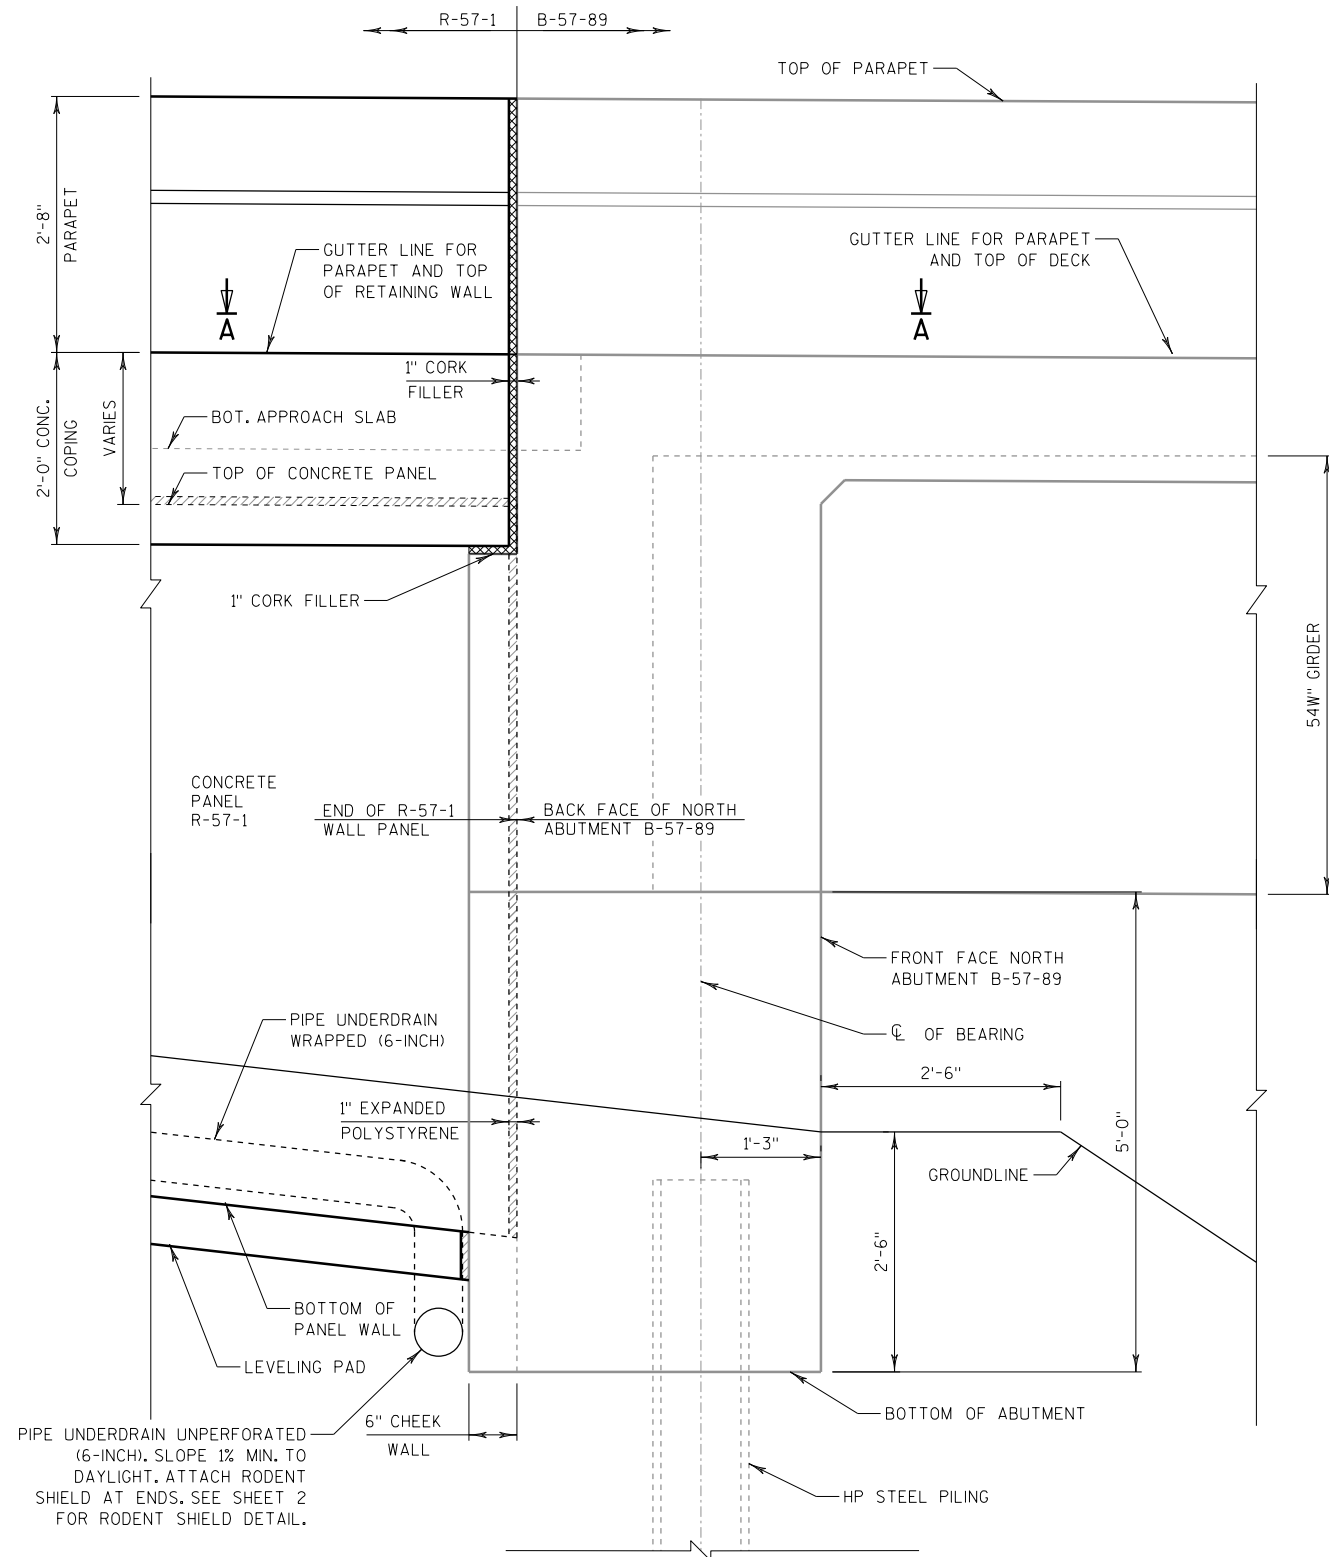 R-57-1
B-57-89
TOP OF PARAPET
2'-8"
PARAPET
GUTTER LINE FOR
PARAPET AND TOP
OF RETAINING WALL
GUTTER LINE FOR PARAPET
AND TOP OF DECK
A
A
1" CORK
FILLER
2'-0" CONC.
COPING
VARIES
BOT. APPROACH SLAB
TOP OF CONCRETE PANEL
1" CORK FILLER
54W" GIRDER
CONCRETE
PANEL
R-57-1
END OF R-57-1
WALL PANEL
BACK FACE OF NORTH
ABUTMENT B-57-89
FRONT FACE NORTH
ABUTMENT B-57-89
℄ OF BEARING
PIPE UNDERDRAIN
WRAPPED (6-INCH)
2'-6"
1" EXPANDED
POLYSTYRENE
1'-3"
5'-0"
GROUNDLINE
2'-6"
BOTTOM OF
PANEL WALL
LEVELING PAD
6" CHEEK
WALL
BOTTOM OF ABUTMENT
PIPE UNDERDRAIN UNPERFORATED
(6-INCH). SLOPE 1% MIN. TO
DAYLIGHT. ATTACH RODENT
SHIELD AT ENDS. SEE SHEET 2
FOR RODENT SHIELD DETAIL.
HP STEEL PILING